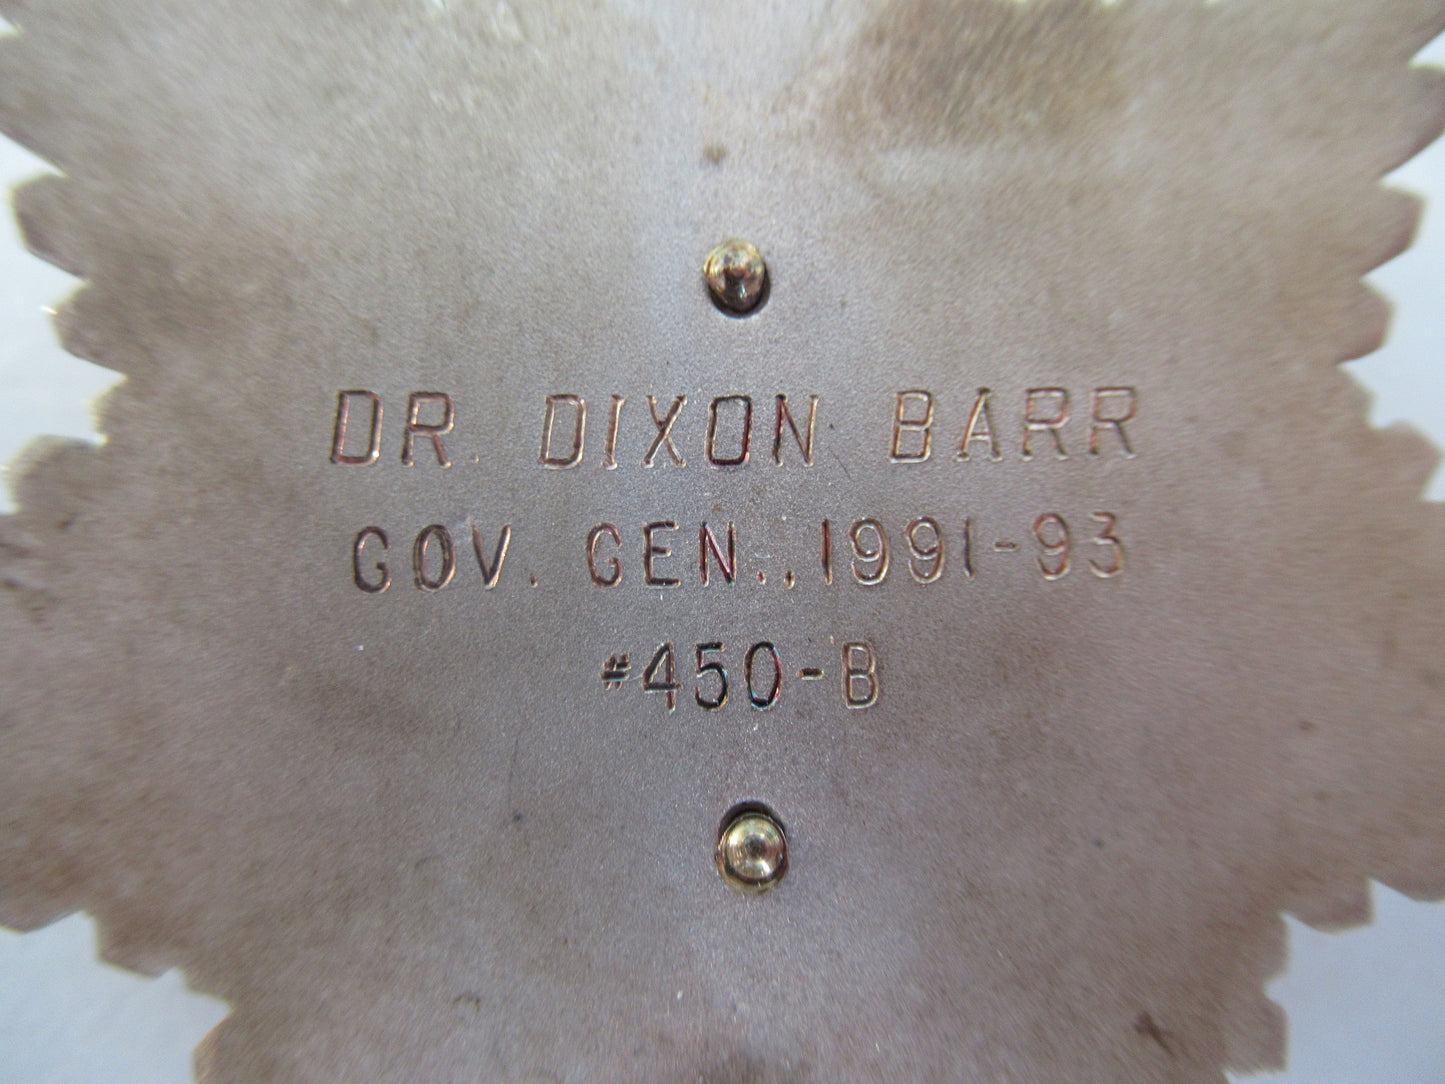 DR. DIXON BARR
GOV. GEN., 1991-93
#450-B